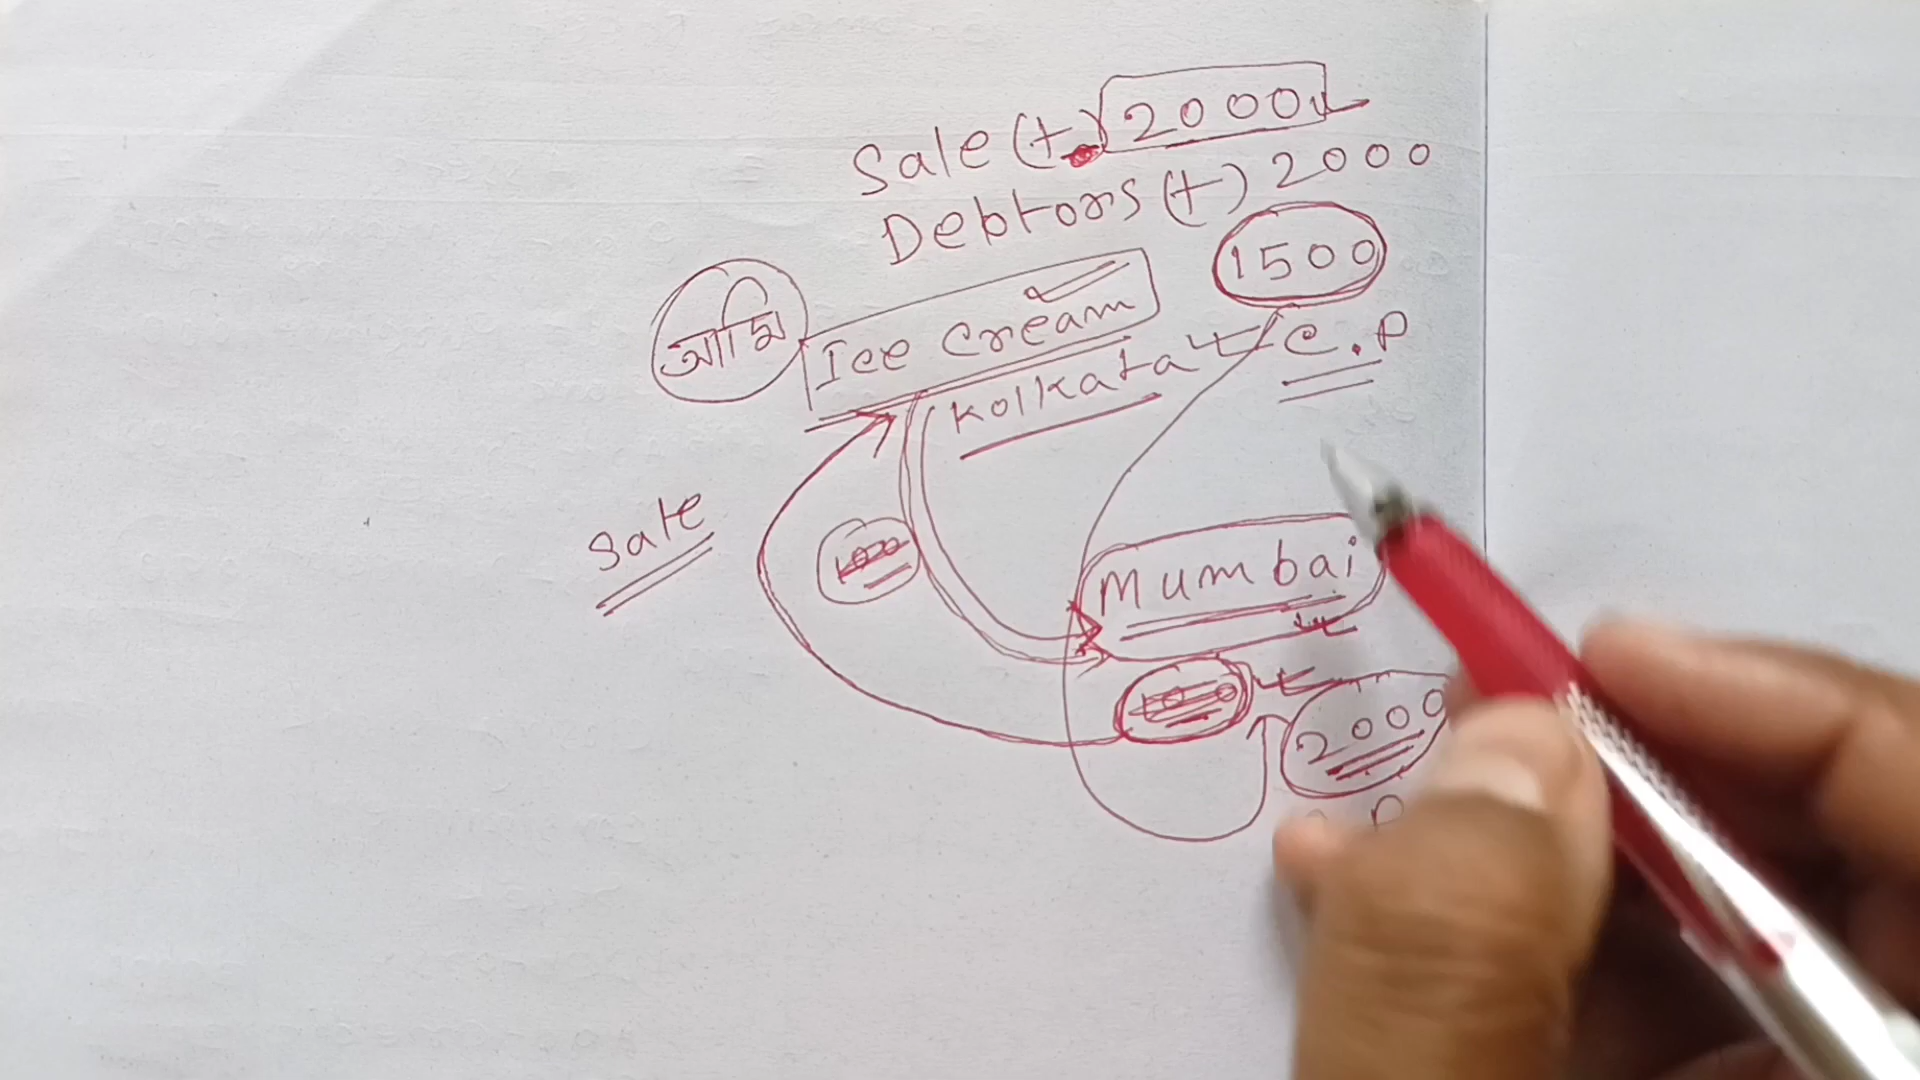 Sale (+) 2000
Debtors (+) 2000
1500
আমি
Ice Cream
C.P
Kolkata
Sale
1000
Mumbai
2000